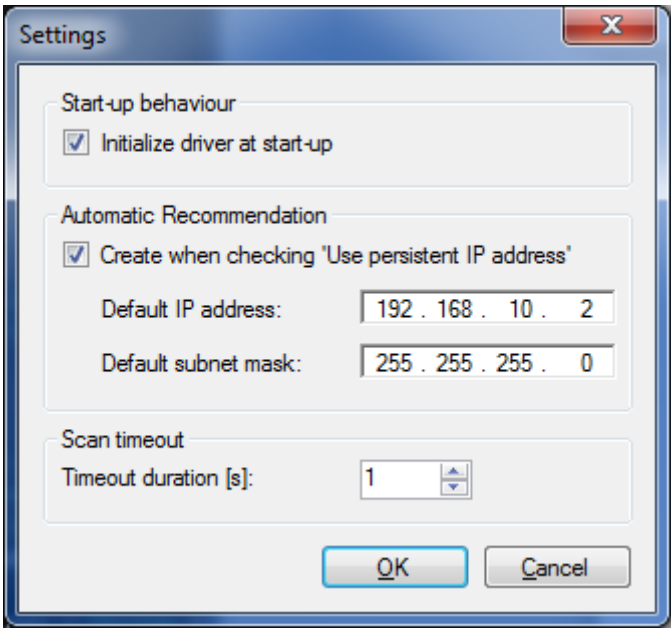 Settings
Start-up behaviour
Initialize driver at start-up
Automatic Recommendation
Create when checking "Use persistent IP address"
Default IP address: 192 . 168 . 10 . 2
Default subnet mask: 255 . 255 . 255 . 0
Scan timeout
Timeout duration [s]: 1
OK Cancel